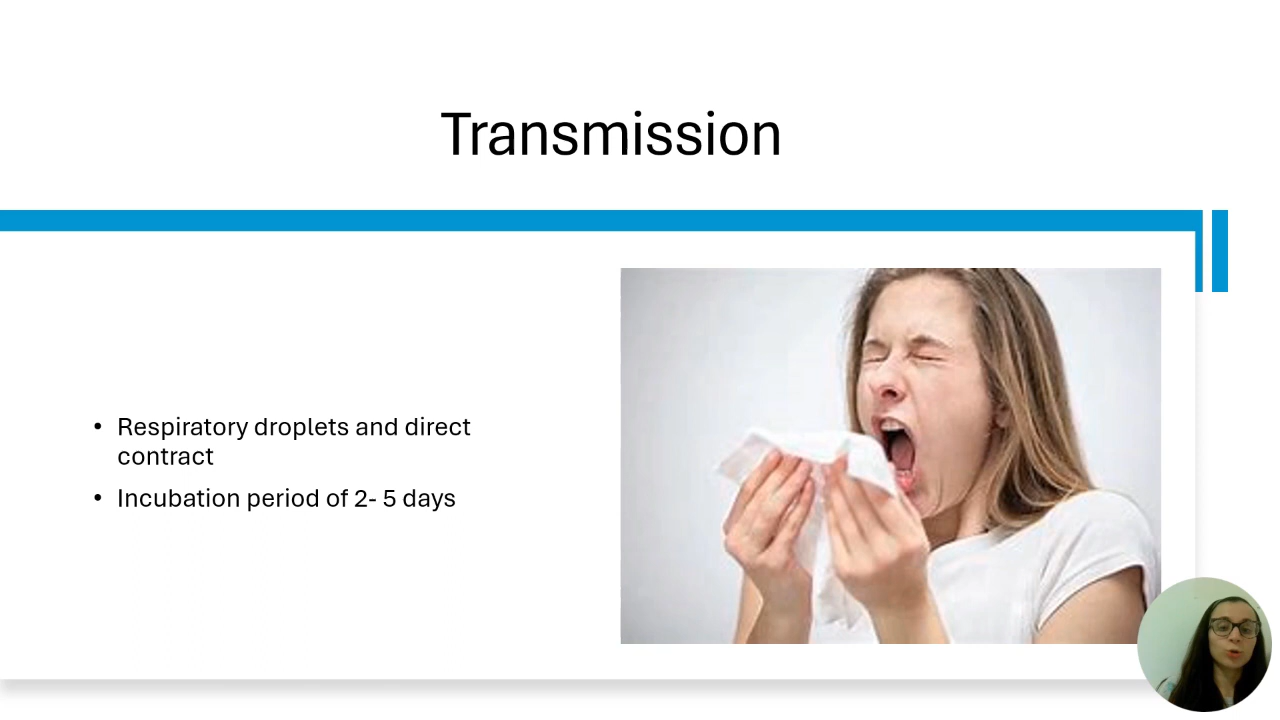 Transmission
• Respiratory droplets and direct
contract
• Incubation period of 2- 5 days